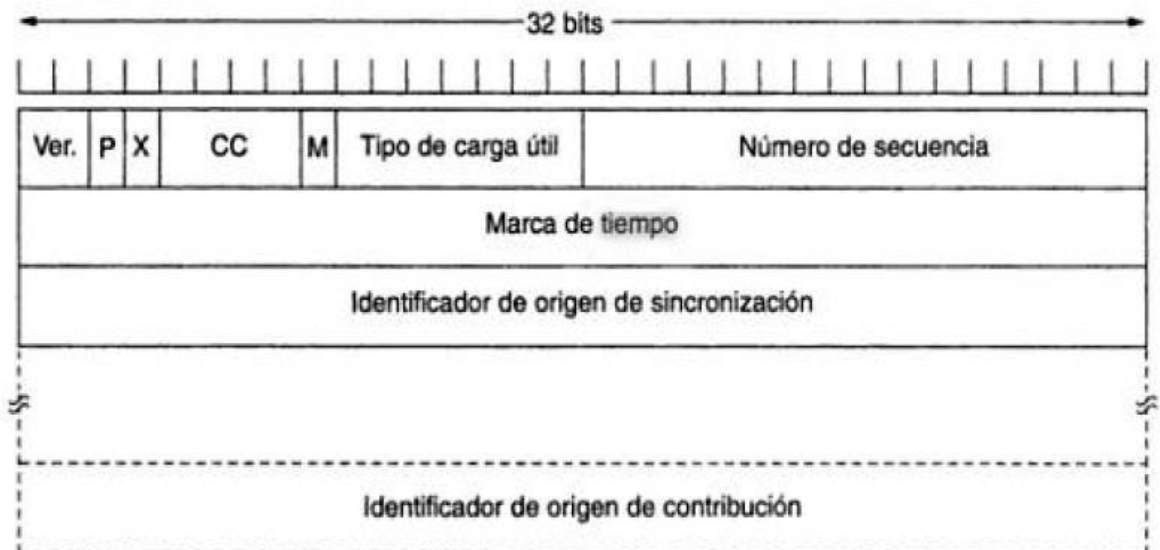 32 bits
Ver. P X CC M Tipo de carga útil Número de secuencia
Marca de tiempo
Identificador de origen de sincronización
Identificador de origen de contribución